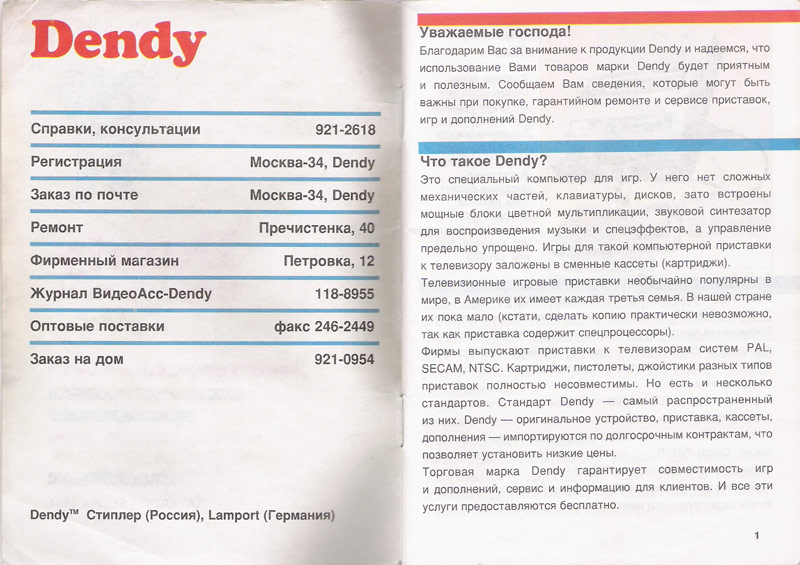 Dendy
Справки, консультации 921-2618
Регистрация Москва-34, Dendy
Заказ по почте Москва-34, Dendy
Ремонт Пречистенка, 40
Фирменный магазин Петровка, 12
Журнал ВидеоАсс-Dendy 118-8955
Оптовые поставки факс 246-2449
Заказ на дом 921-0954
Dendy™ Стиплер (Россия), Lamport (Германия)
Уважаемые господа!
Благодарим Вас за внимание к продукции Dendy и надеемся, что
использование Вами товаров марки Dendy будет приятным
и полезным. Сообщаем Вам сведения, которые могут быть
важны при покупке, гарантийном ремонте и сервисе приставок,
игр и дополнений Dendy.
Что такое Dendy?
Это специальный компьютер для игр. У него нет сложных
механических частей, клавиатуры, дисков, зато встроены
мощные блоки цветной мультипликации, звуковой синтезатор
для воспроизведения музыки и спецэффектов, а управление
предельно упрощено. Игры для такой компьютерной приставки
к телевизору заложены в сменные кассеты (картриджи).
Телевизионные игровые приставки необычайно популярны в
мире, в Америке их имеет каждая третья семья. В нашей стране
их пока мало (кстати, сделать копию практически невозможно,
так как приставка содержит спецпроцессоры).
Фирмы выпускают приставки к телевизорам систем PAL,
SECAM, NTSC. Картриджи, пистолеты, джойстики разных типов
приставок полностью несовместимы. Но есть и несколько
стандартов. Стандарт Dendy — самый распространенный
из них. Dendy — оригинальное устройство, приставка, кассеты,
дополнения — импортируются по долгосрочным контрактам, что
позволяет установить низкие цены.
Торговая марка Dendy гарантирует совместимость игр
и дополнений, сервис и информацию для клиентов. И все эти
услуги предоставляются бесплатно.
1